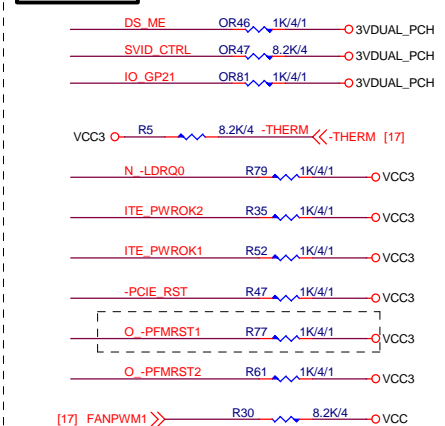 DS_ME OR46 1K/4/1 3VDUAL_PCH
SVID_CTRL OR47 8.2K/4 3VDUAL_PCH
IO_GP21 OR81 1K/4/1 3VDUAL_PCH
VCC3 R5 8.2K/4 -THERM -THERM [17]
N_-LDRQ0 R79 1K/4/1 VCC3
ITE_PWROK2 R35 1K/4/1 VCC3
ITE_PWROK1 R52 1K/4/1 VCC3
-PCIE_RST R47 1K/4/1 VCC3
O_-PFMRST1 R77 1K/4/1 VCC3
O_-PFMRST2 R61 1K/4/1 VCC3
[17] FANPWM1 R30 8.2K/4 VCC